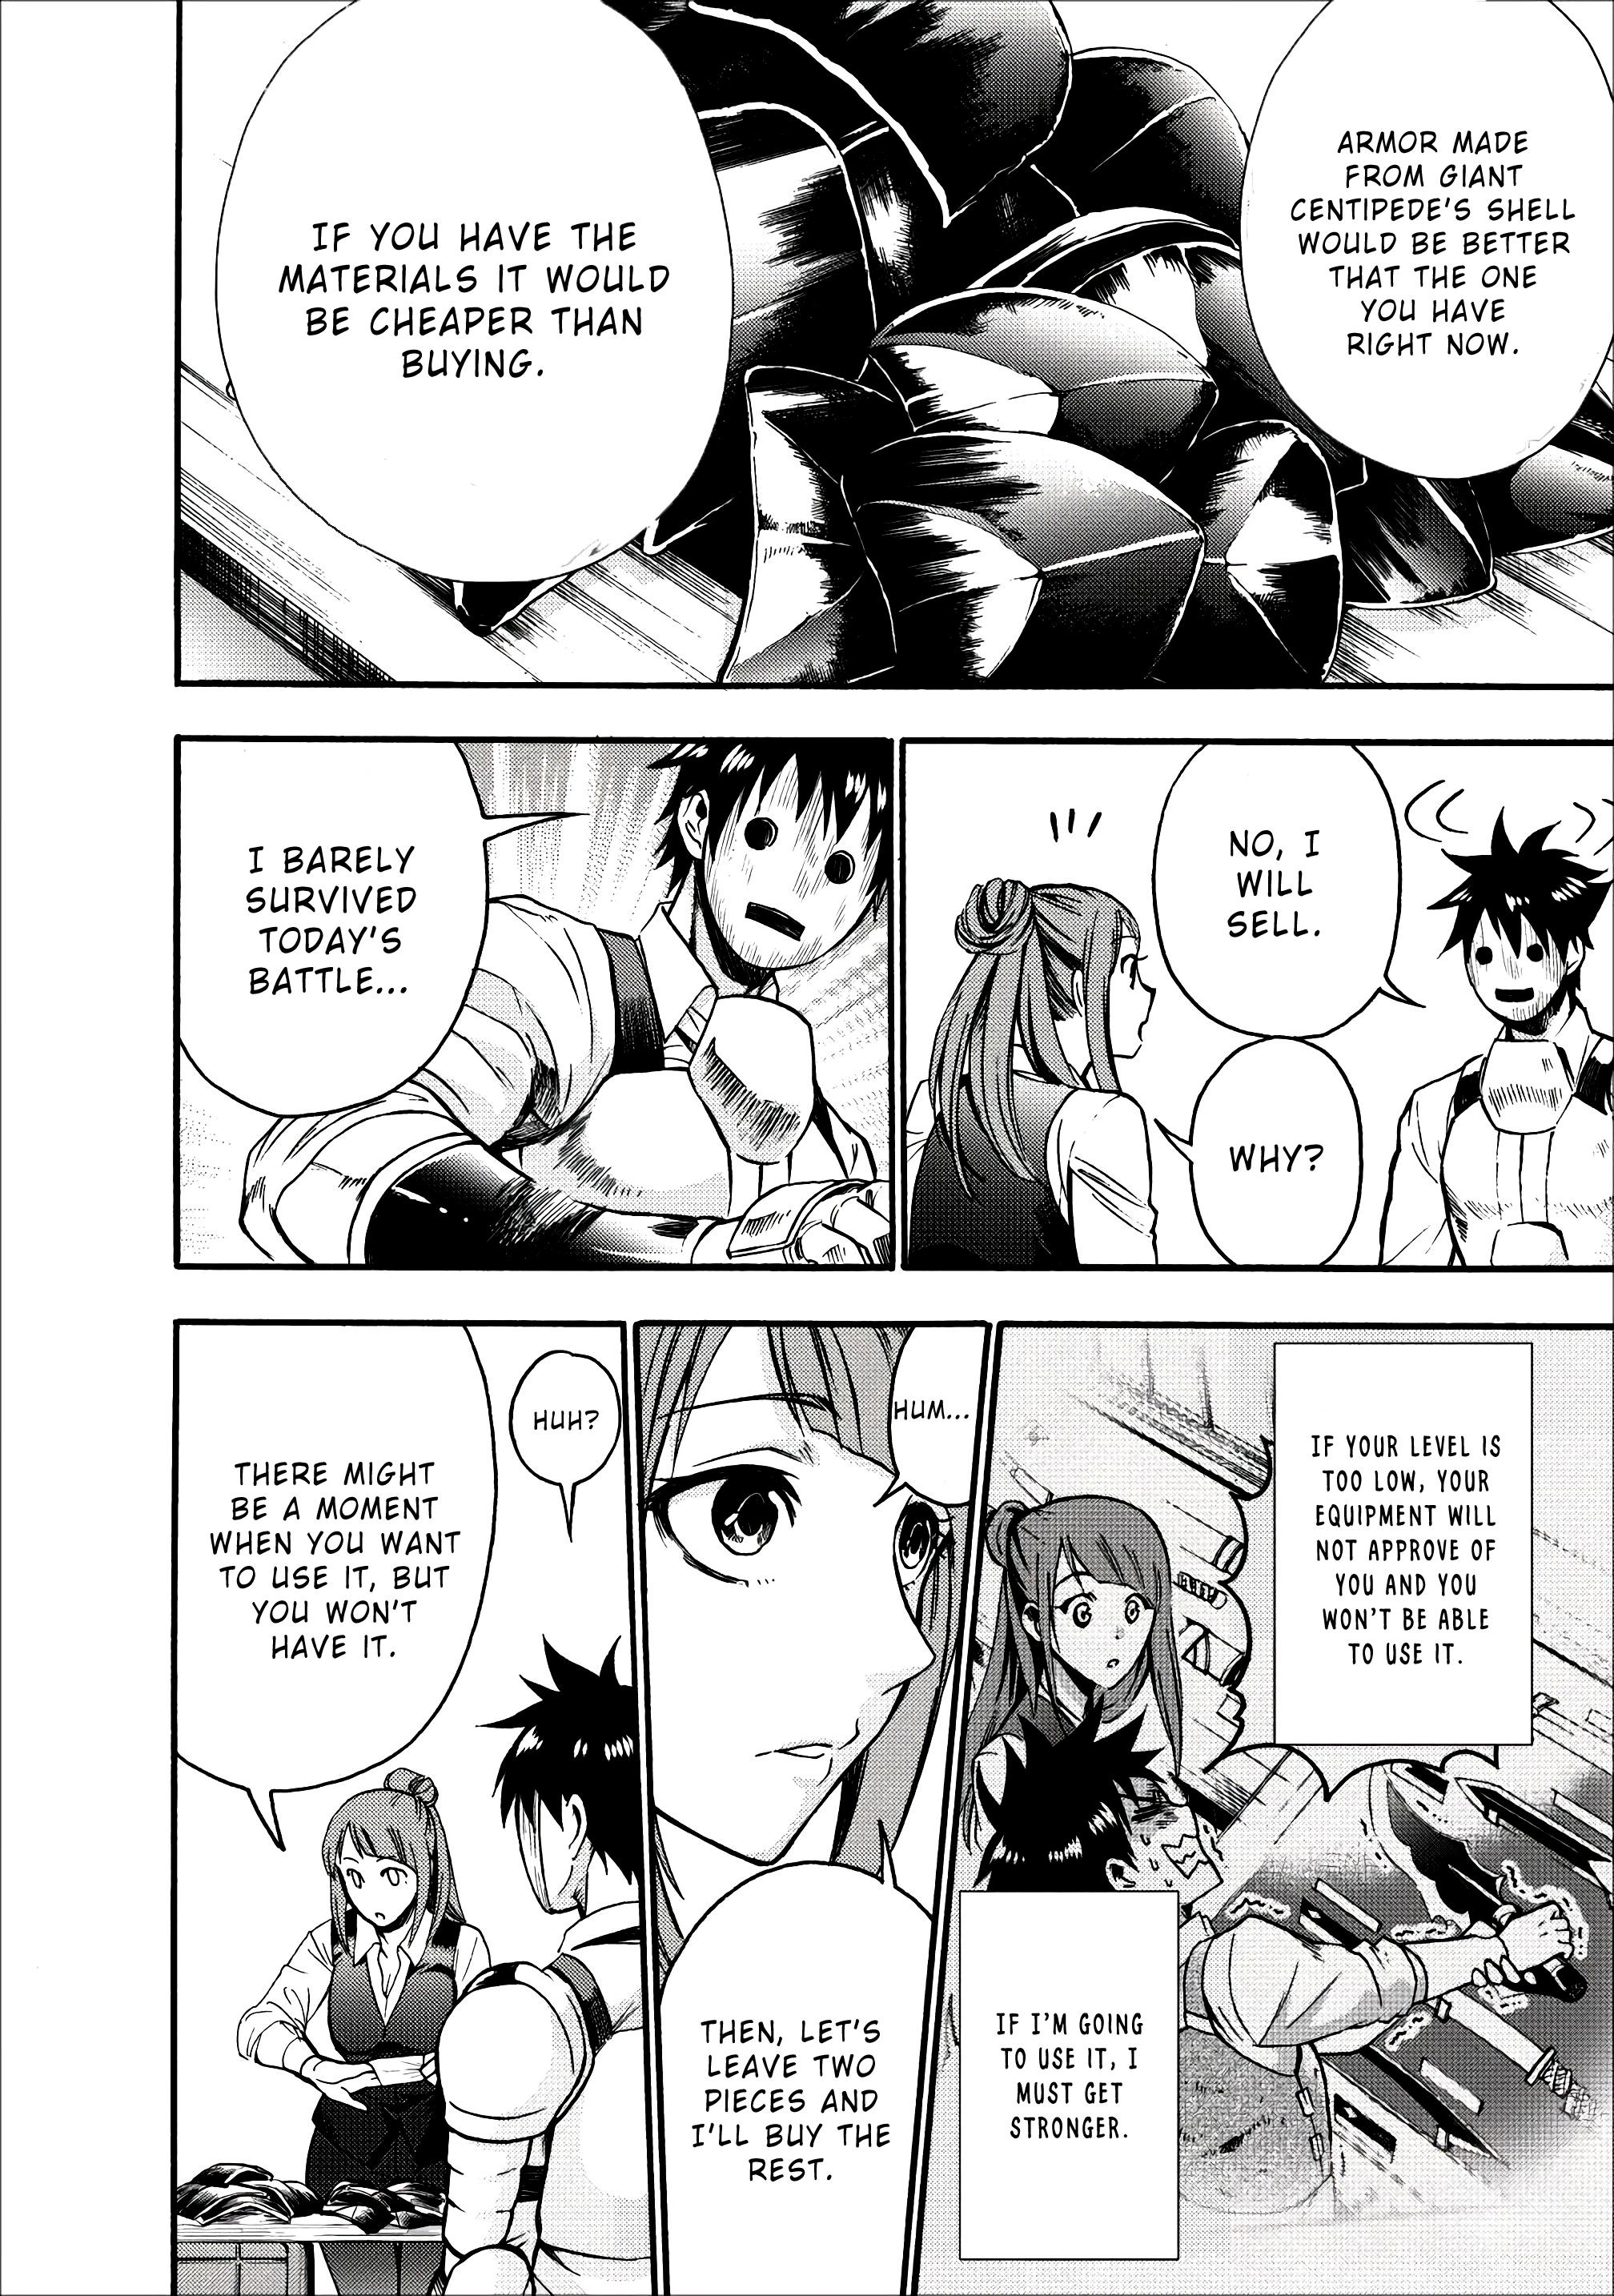 ARMOR MADE
FROM GIANT
CENTIPEDE'S SHELL
WOULD BE BETTER
THAT THE ONE
YOU HAVE
RIGHT NOW.
IF YOU HAVE THE
MATERIALS IT WOULD
BE CHEAPER THAN
BUYING.
NO, I
WILL
SELL.
WHY?
I BARELY
SURVIVED
TODAY'S
BATTLE...
IF YOUR LEVEL IS
TOO LOW, YOUR
EQUIPMENT WILL
NOT APPROVE OF
YOU AND YOU
WON'T BE ABLE
TO USE IT.
IF I'M GOING
TO USE IT, I
MUST GET
STRONGER.
HUM...
THEN, LET'S
LEAVE TWO
PIECES AND
I'LL BUY THE
REST.
HUH?
THERE MIGHT
BE A MOMENT
WHEN YOU WANT
TO USE IT, BUT
YOU WON'T
HAVE IT.